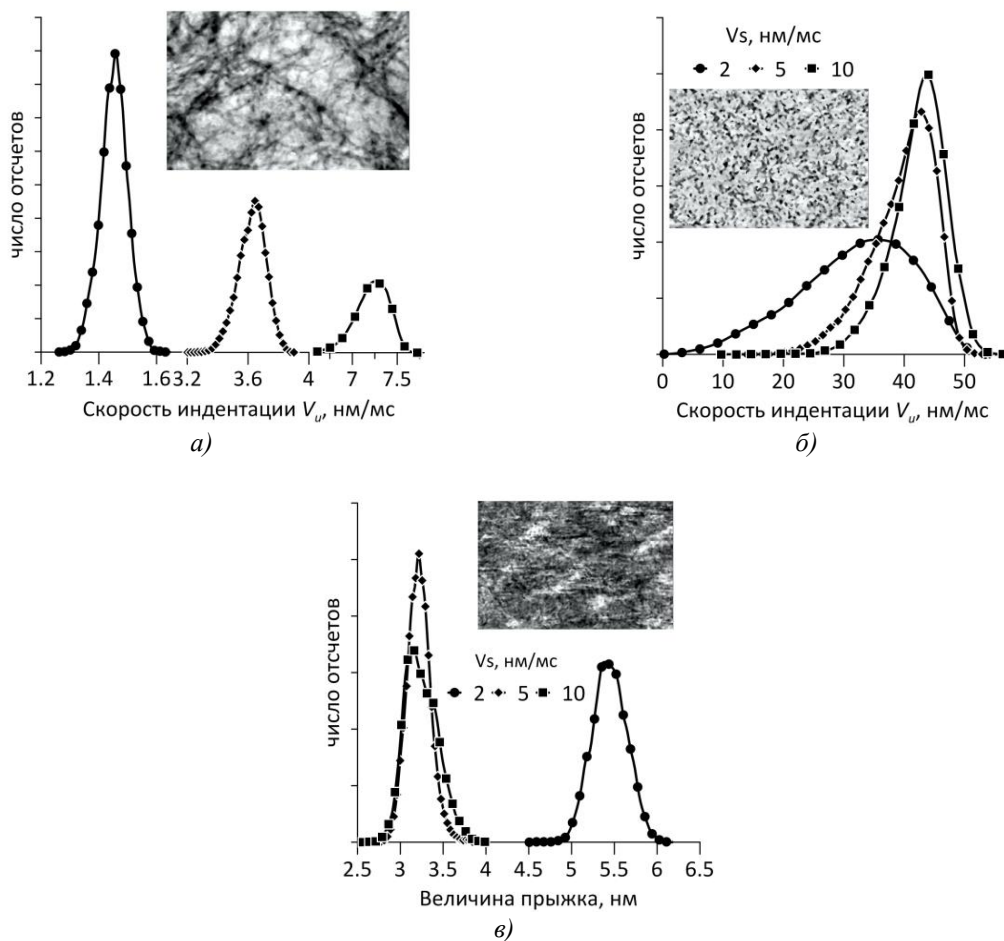 число отсчетов
1.2 1.4 1.6 3.2 3.6 4 7 7.5
Скорость индентации Vи, нм/мс
а)
Vs, нм/мс
2 5 10
число отсчетов
0 10 20 30 40 50
Скорость индентации Vи, нм/мс
б)
число отсчетов
Vs, нм/мс
2 5 10
2.5 3 3.5 4 4.5 5 5.5 6 6.5
Величина прыжка, нм
в)